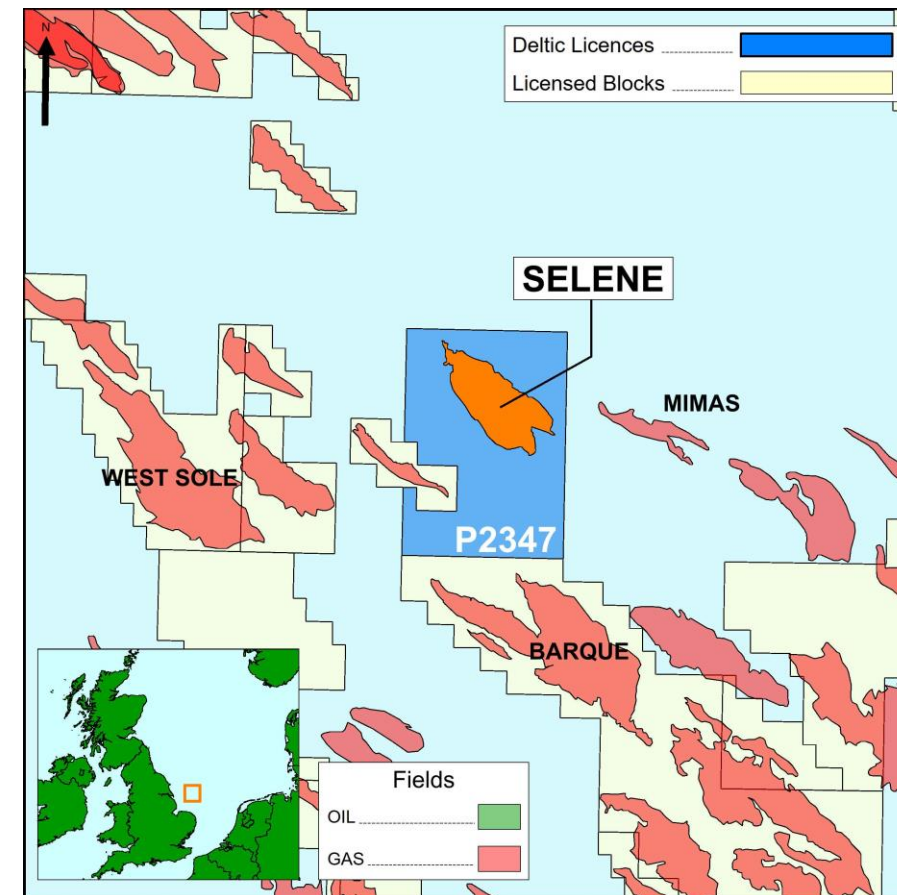 N
Deltic Licences
Licensed Blocks
SELENE
MIMAS
WEST SOLE
P2347
BARQUE
Fields
OIL
GAS